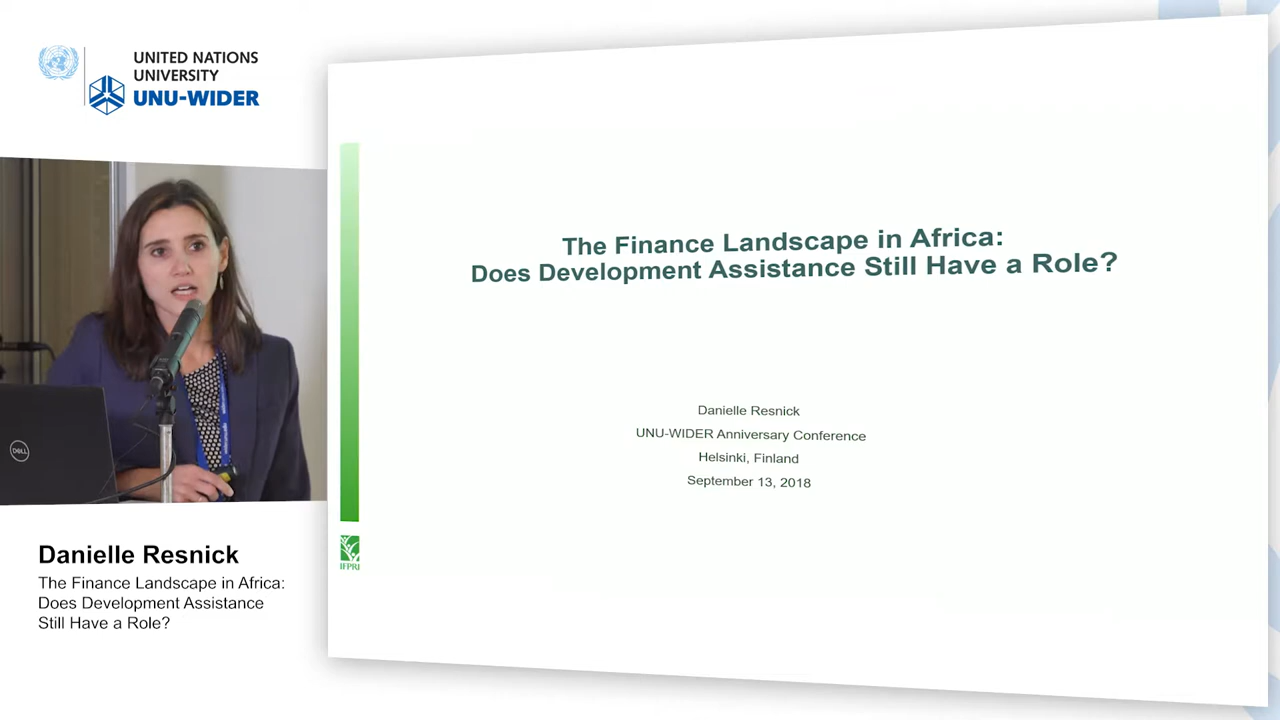 UNITED NATIONS
UNIVERSITY
UNU-WIDER
DELL
Danielle Resnick
The Finance Landscape in Africa:
Does Development Assistance
Still Have a Role?
The Finance Landscape in Africa:
Does Development Assistance Still Have a Role?
Danielle Resnick
UNU-WIDER Anniversary Conference
Helsinki, Finland
September 13, 2018
IFPRI